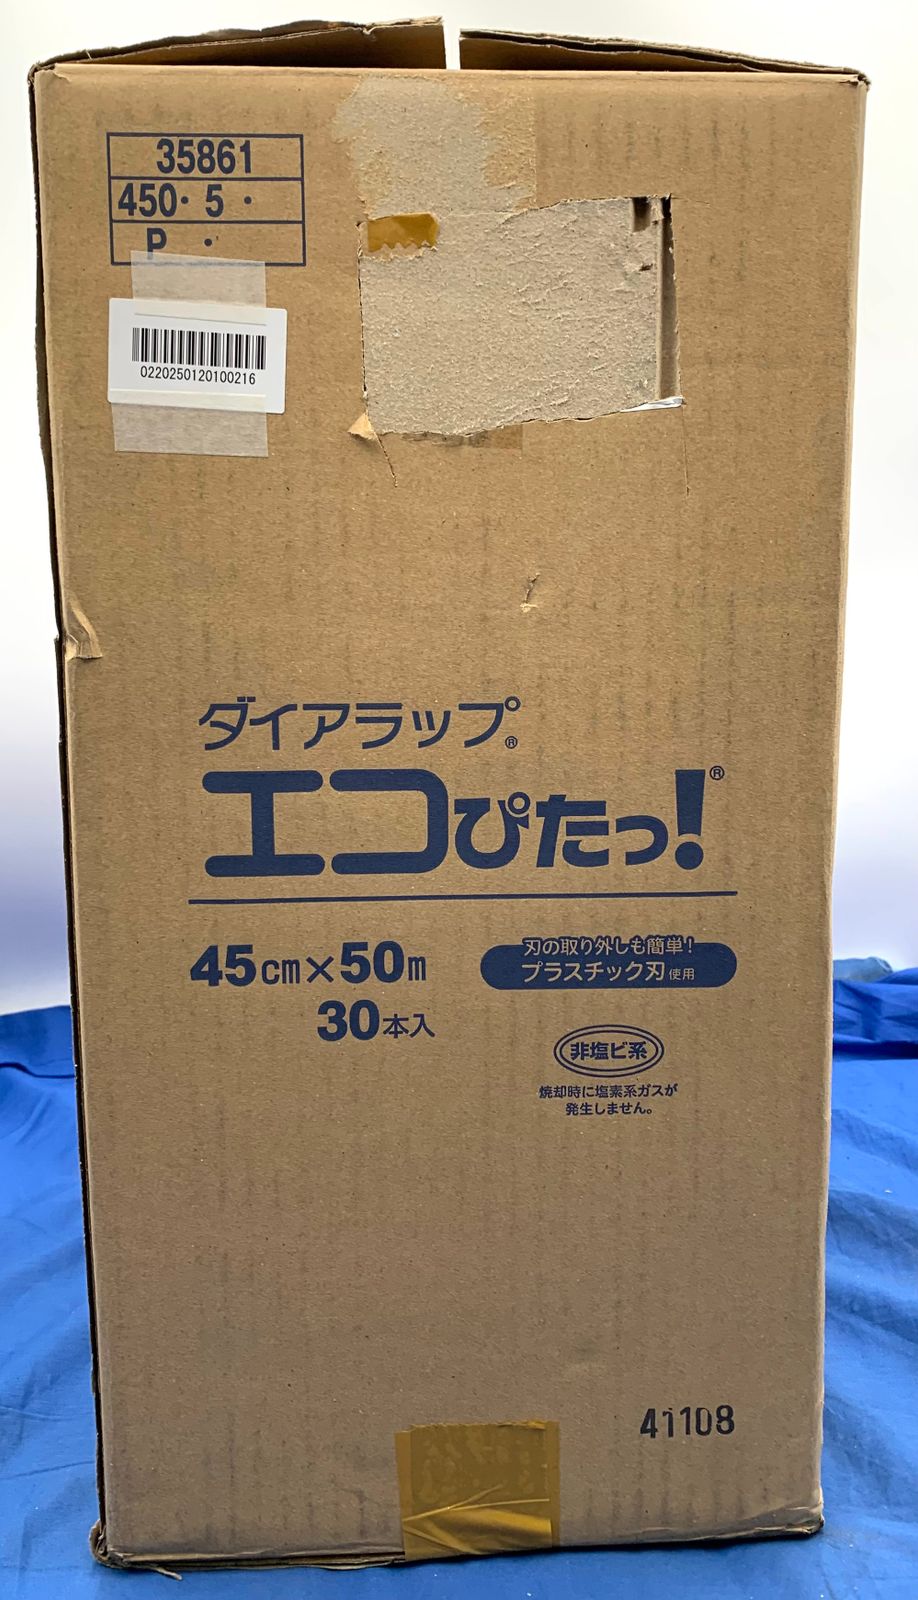 35861
450・5・
P・
0220250120100216
ダイアラップ®
エコぴたっ!®
45cm×50m
30本入
刃の取り外しも簡単!
プラスチック刃使用
非塩ビ系
焼却時に塩素系ガスが
発生しません。
41108